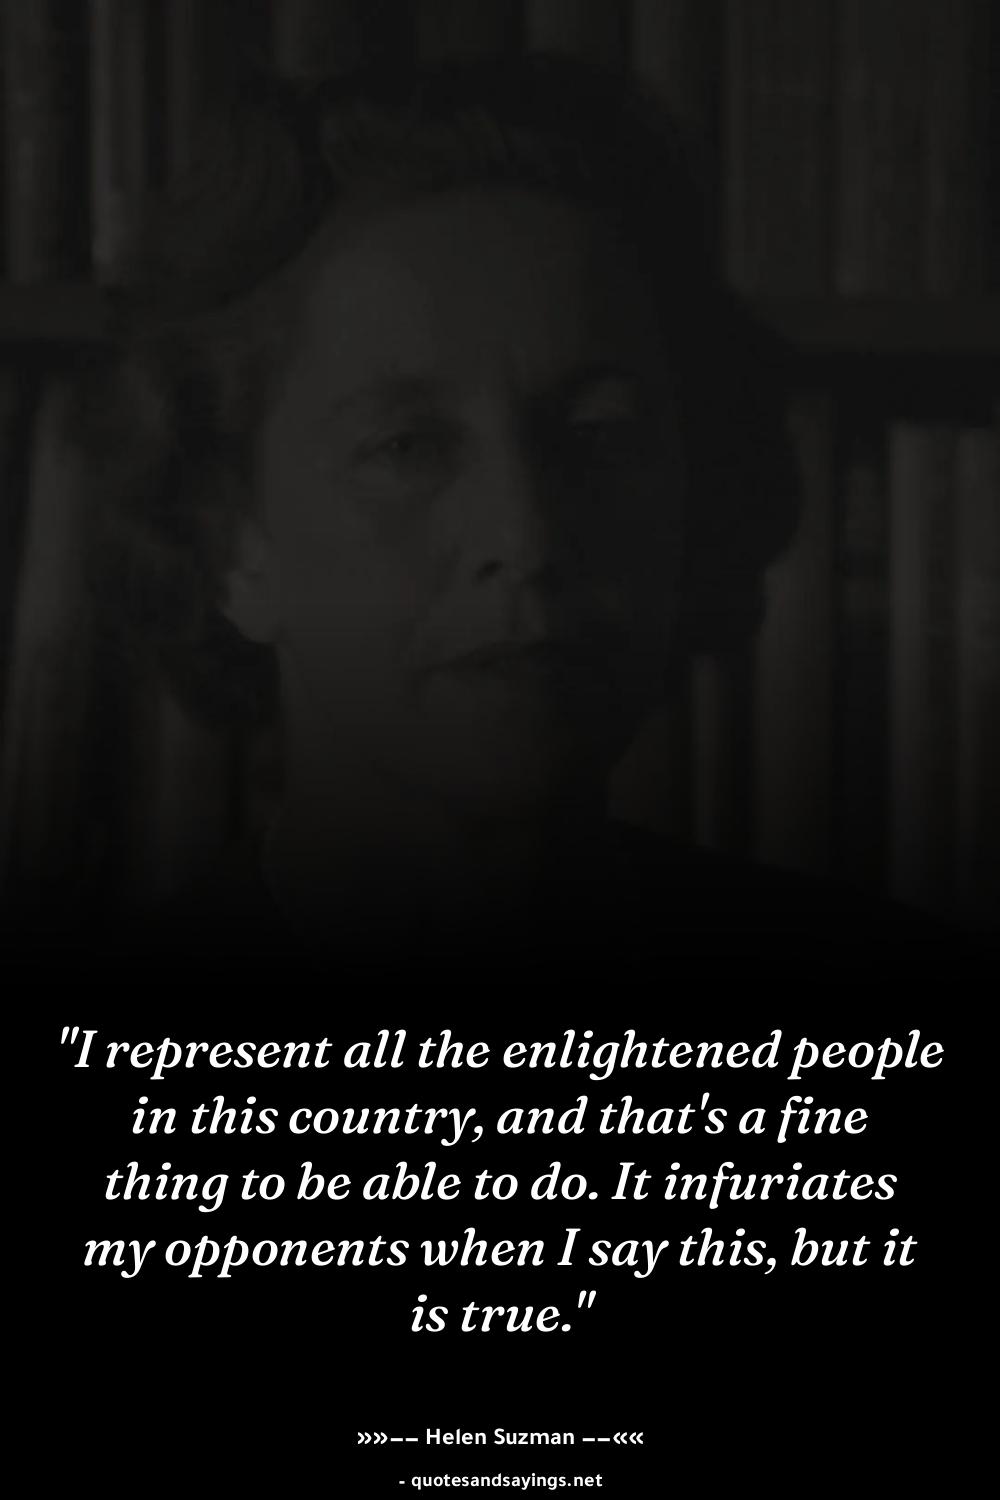 "I represent all the enlightened people
in this country, and that's a fine
thing to be able to do. It infuriates
my opponents when I say this, but it
is true."
»»–– Helen Suzman ––««
- quotesandsayings.net